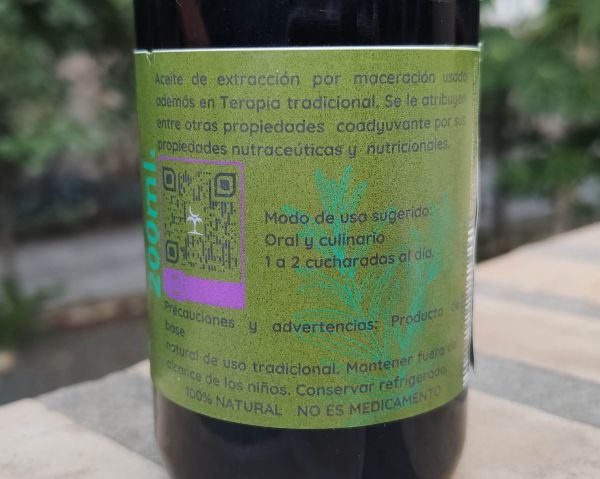 Aceite de extracción por maceración usada
además en Terapia tradicional. Se le atribuyen
entre otras propiedades coadyuvante por sus
propiedades nutraceúticas y nutricionales.
200ml.
Modo de uso sugerido:
Oral y culinario
1 a 2 cucharadas al día.
Precauciones y advertencias: Producto de
base
natural de uso tradicional. Mantener fuera del
alcance de los niños. Conservar refrigerado.
100% NATURAL NO ES MEDICAMENTO